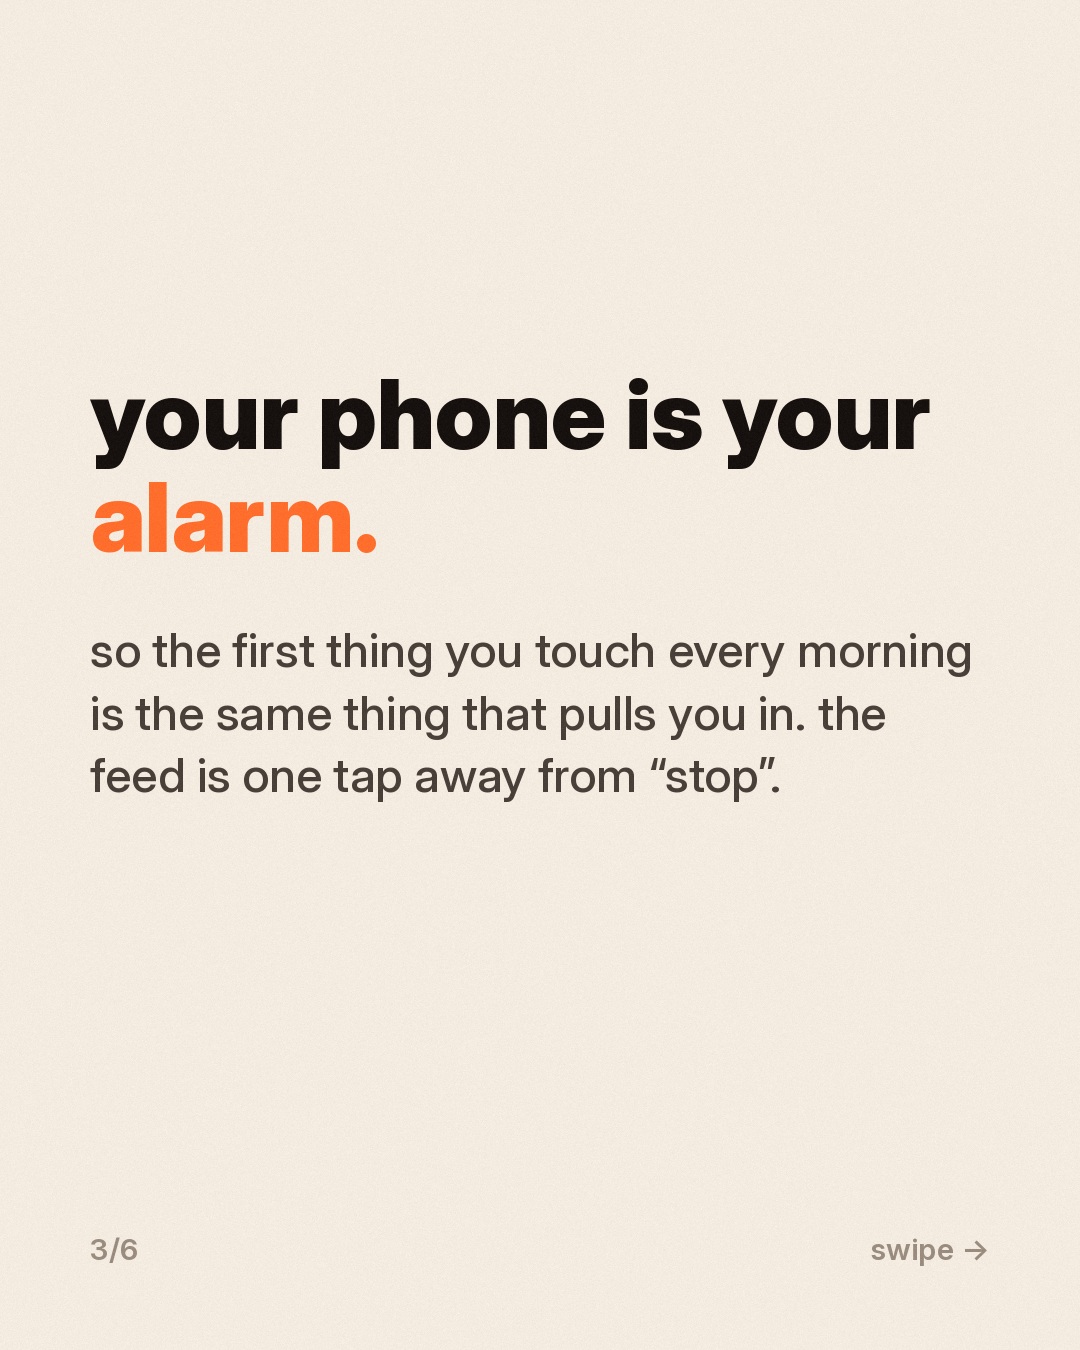 your phone is your
alarm.
so the first thing you touch every morning
is the same thing that pulls you in. the
feed is one tap away from “stop”.
3/6
swipe →